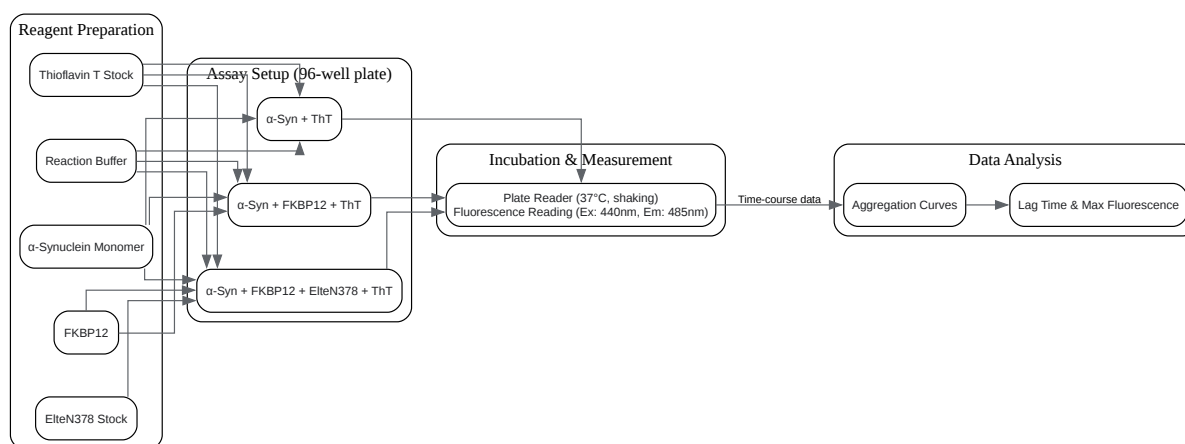 Reagent Preparation
Thioflavin T Stock
Reaction Buffer
α-Synuclein Monomer
FKBP12
ElteN378 Stock
Assay Setup (96-well plate)
α-Syn + ThT
α-Syn + FKBP12 + ThT
α-Syn + FKBP12 + ElteN378 + ThT
Incubation & Measurement
Plate Reader (37°C, shaking)
Fluorescence Reading (Ex: 440nm, Em: 485nm)
Time-course data
Data Analysis
Aggregation Curves
Lag Time & Max Fluorescence